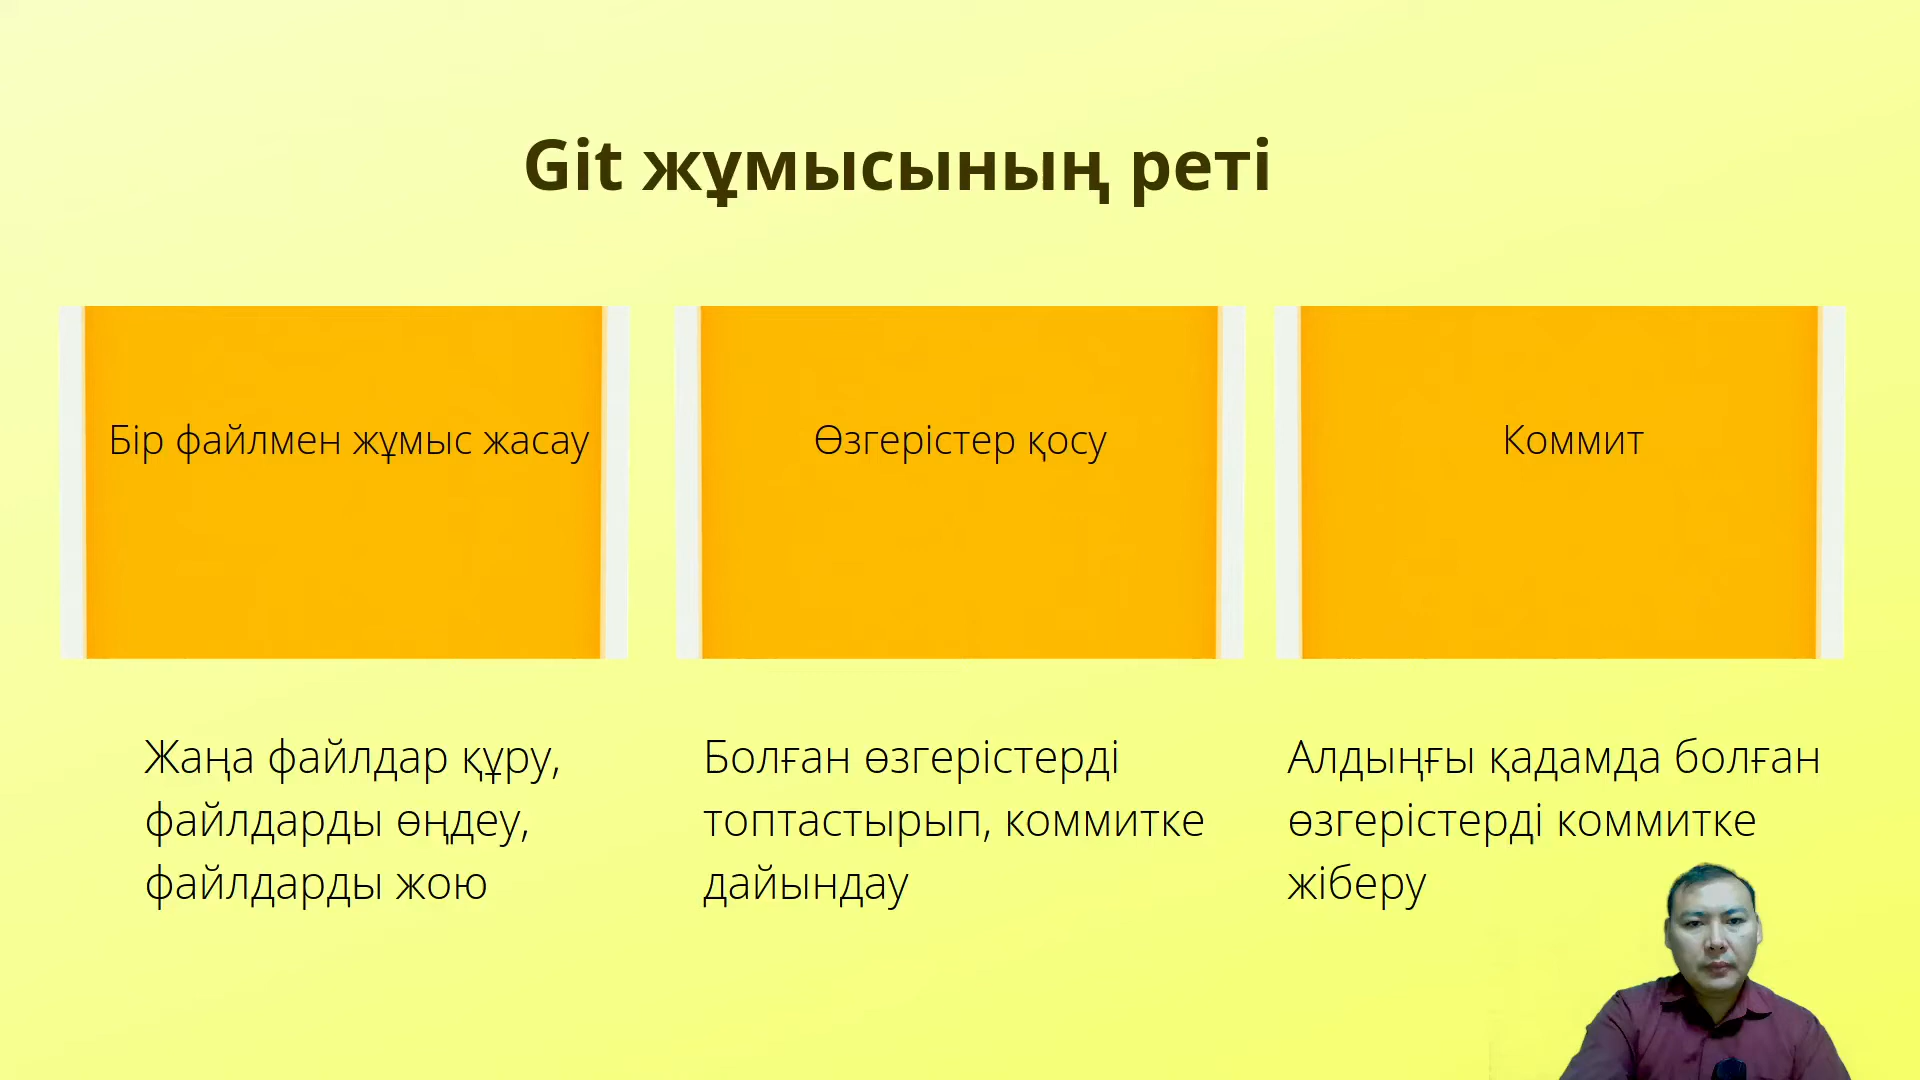 Git жұмысының реті
Бір файлмен жұмыс жасау
Өзгерістер қосу
Коммит
Жаңа файлдар құру,
файлдарды өңдеу,
файлдарды жою
Болған өзгерістерді
топтастырып, коммитке
дайындау
Алдыңғы қадамда болған
өзгерістерді коммитке
жіберу